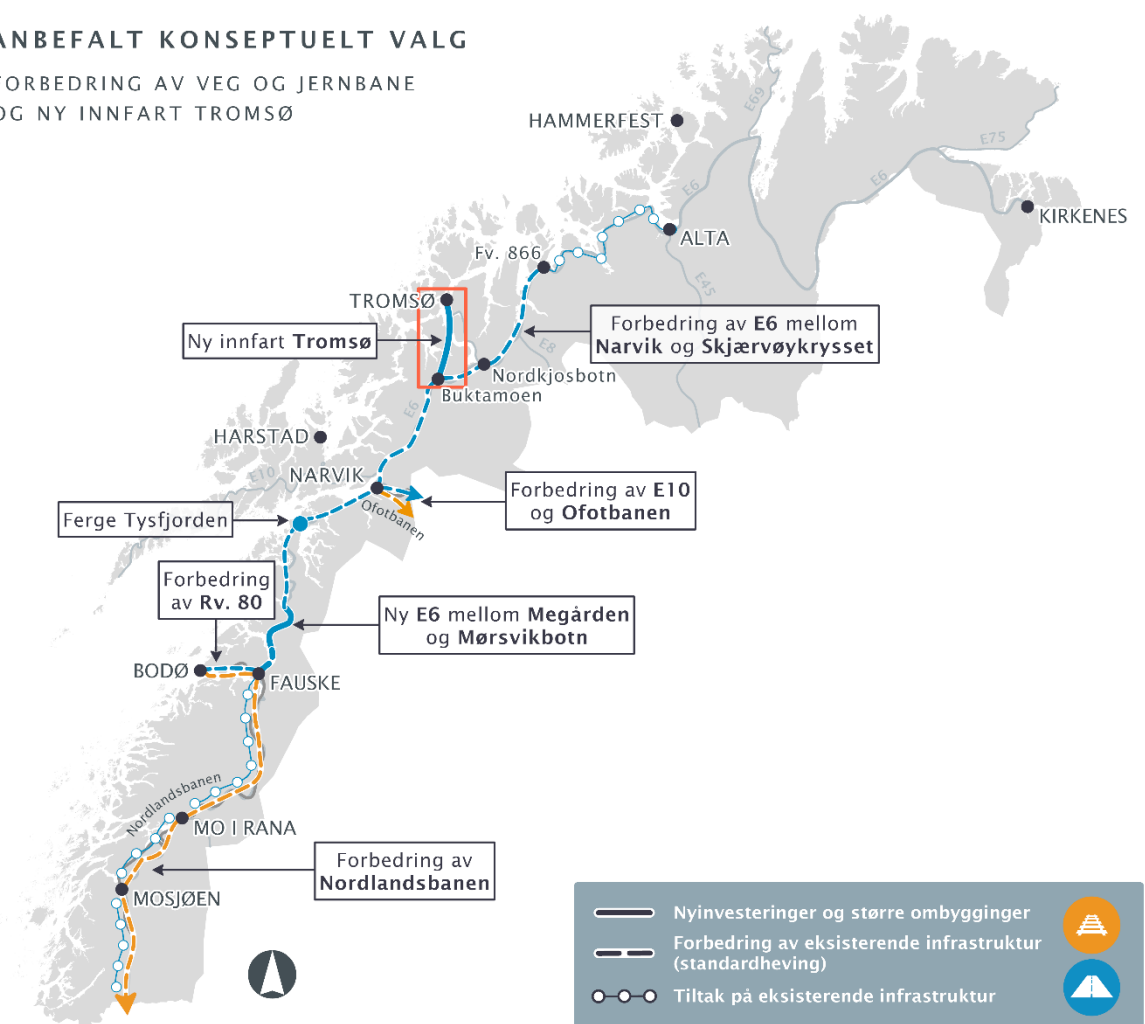 ANBEFALT KONSEPTUELT VALG
FORBEDRING AV VEG OG JERNBANE
OG NY INNFART TROMSØ
HAMMERFEST
E69
E75
E6
E6
KIRKENES
ALTA
Fv. 866
E45
TROMSØ
Ny innfart Tromsø
Forbedring av E6 mellom
Narvik og Skjærvøykrysset
E8
Nordkjosbotn
Buktamoen
E6
HARSTAD
NARVIK
E10
Forbedring av E10
og Ofotbanen
Ofotbanen
Ferge Tysfjorden
Forbedring
av Rv. 80
Ny E6 mellom Megården
og Mørsvikbotn
BODØ
FAUSKE
Nordlandsbanen
MO I RANA
Forbedring av
Nordlandsbanen
MOSJØEN
Nyinvesteringer og større ombygginger
Forbedring av eksisterende infrastruktur
(standardheving)
Tiltak på eksisterende infrastruktur